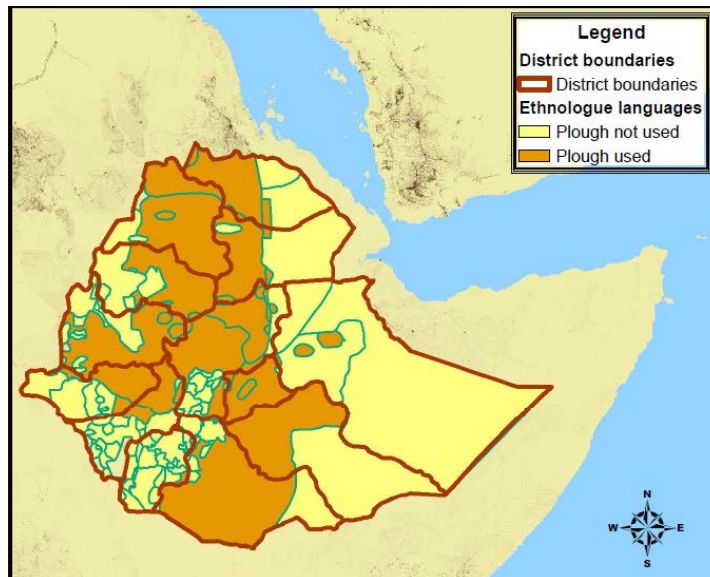 Legend
District boundaries
District boundaries
Ethnologue languages
Plough not used
Plough used
N
W E
S